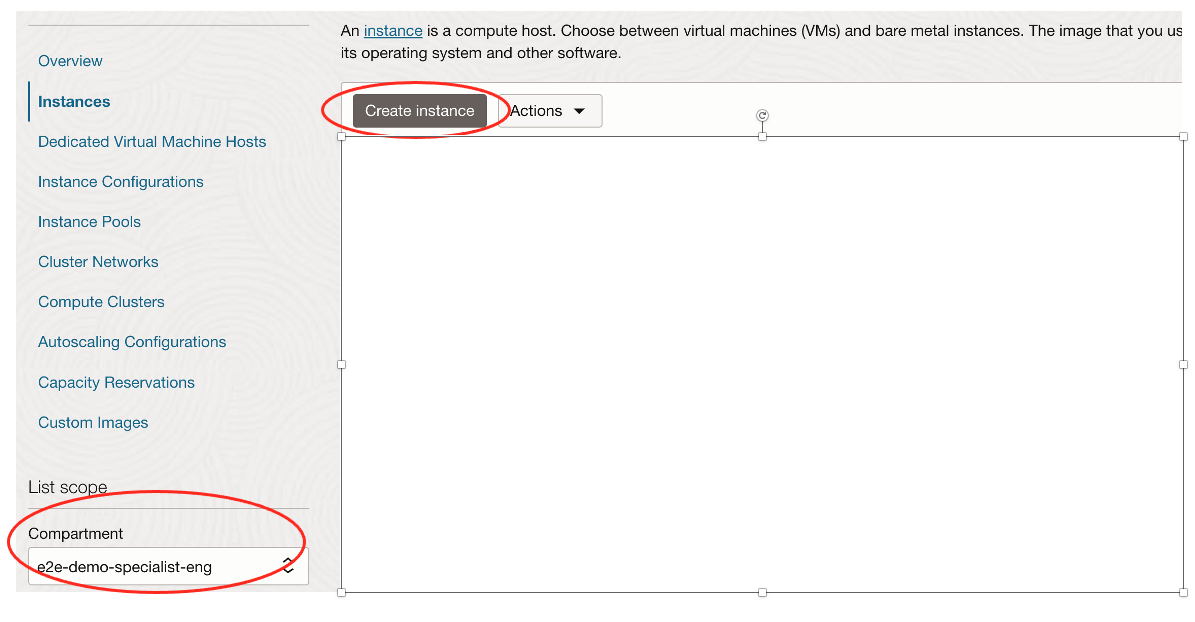 An instance is a compute host. Choose between virtual machines (VMs) and bare metal instances. The image that you us
its operating system and other software.
Create instance
Actions
Overview
Instances
Dedicated Virtual Machine Hosts
Instance Configurations
Instance Pools
Cluster Networks
Compute Clusters
Autoscaling Configurations
Capacity Reservations
Custom Images
List scope
Compartment
e2e-demo-specialist-eng